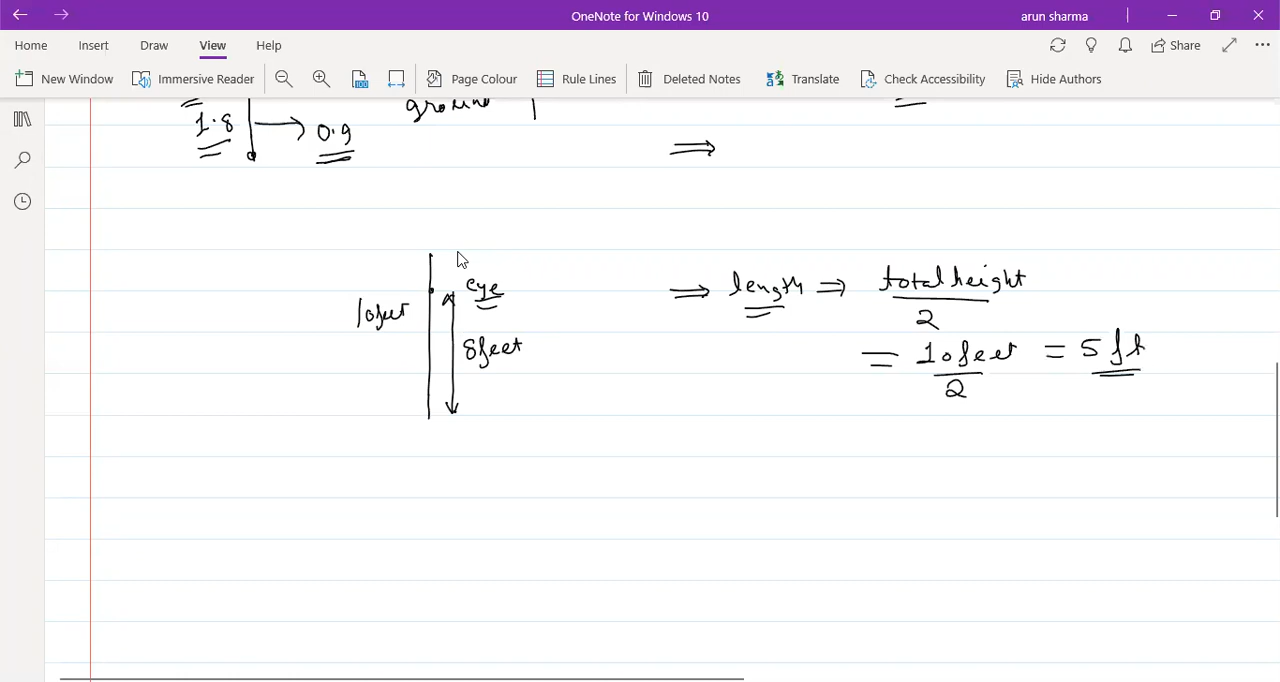 OneNote for Windows 10
arun sharma
Home Insert Draw View Help
Share
New Window Immersive Reader Page Colour Rule Lines Deleted Notes Translate Check Accessibility Hide Authors
ground
1.8 → 0.9
⇒
eye
10feet
8feet
⇒ length ⇒ total height
2
= 10feet = 5 ft
2